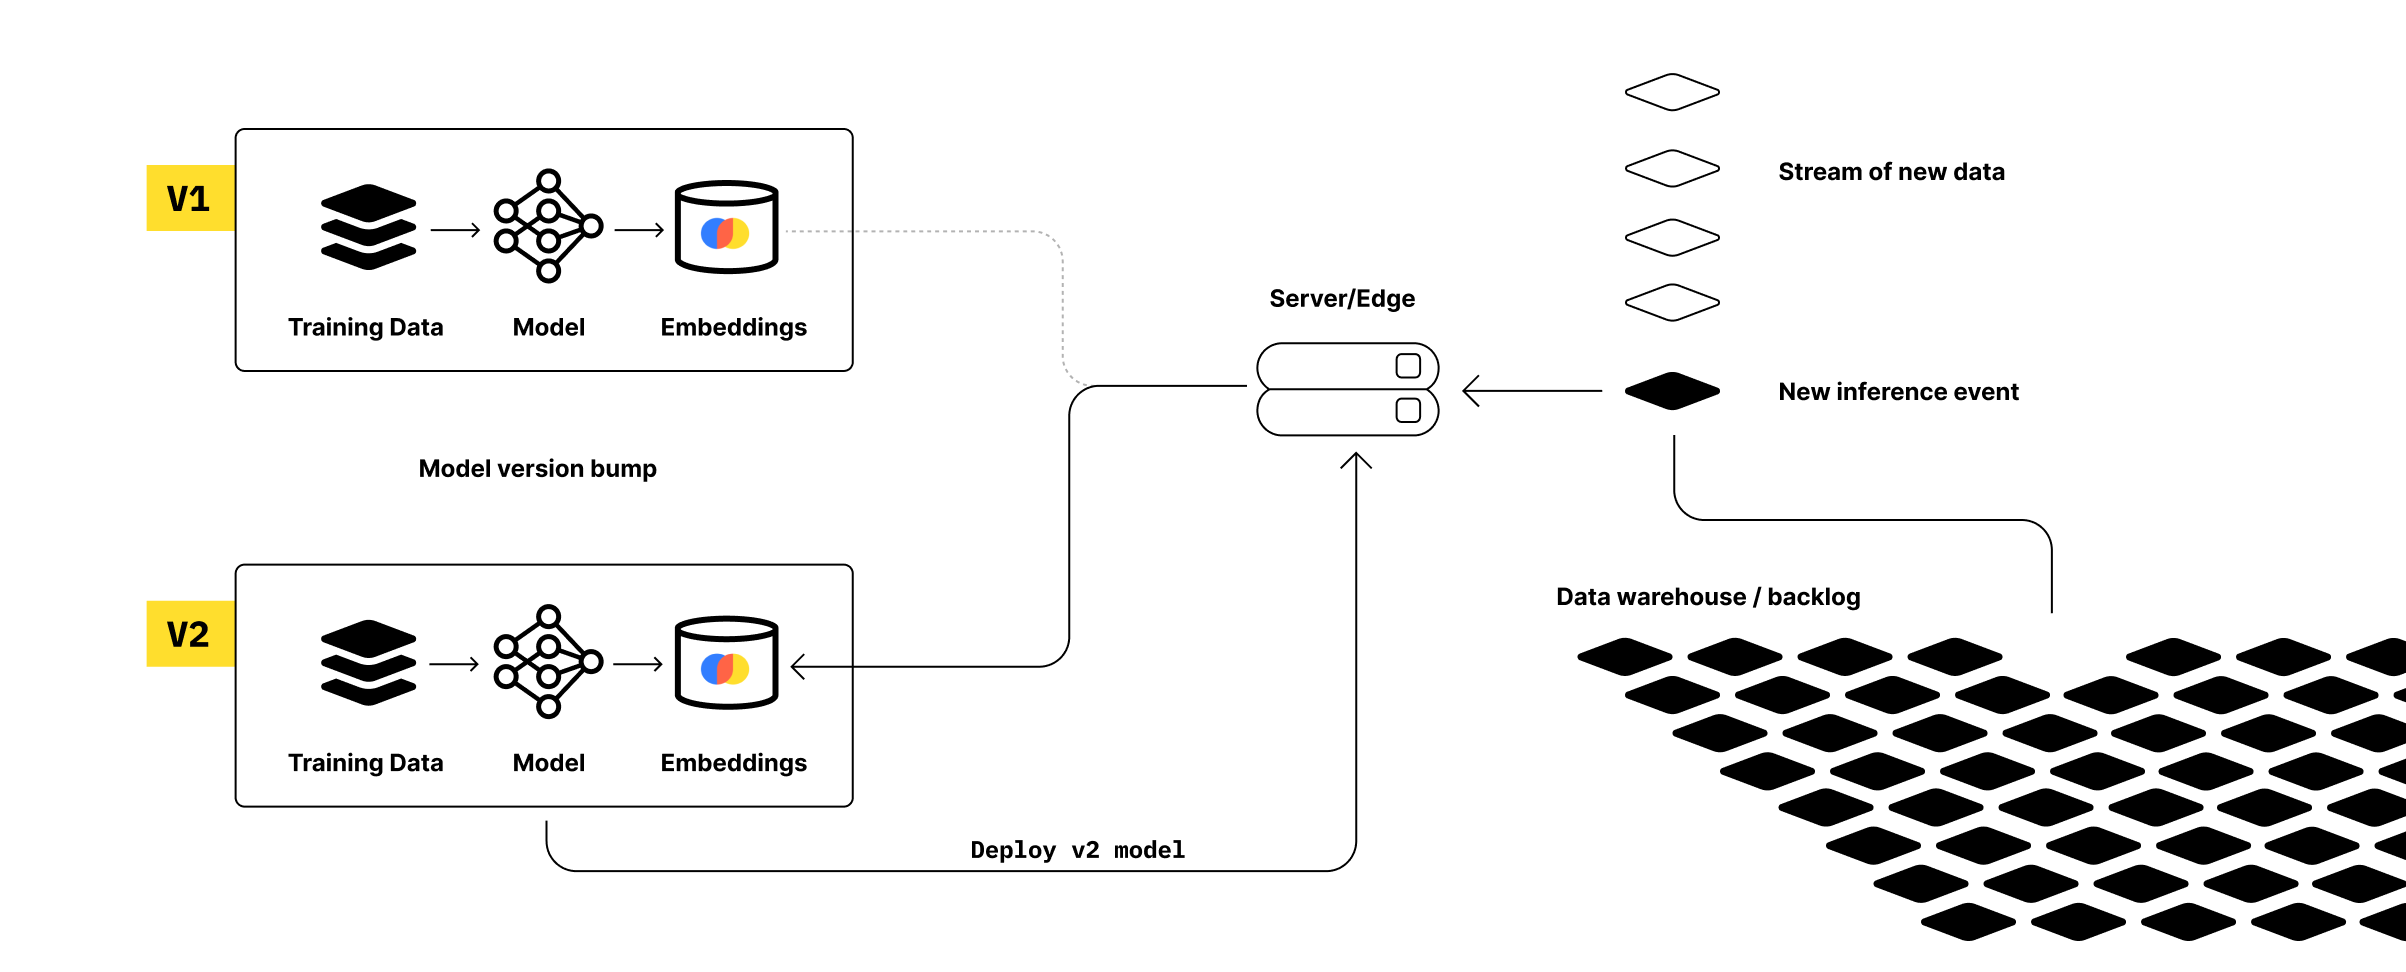 V1
Training Data
Model
Embeddings
Model version bump
V2
Training Data
Model
Embeddings
Deploy v2 model
Server/Edge
Stream of new data
New inference event
Data warehouse / backlog